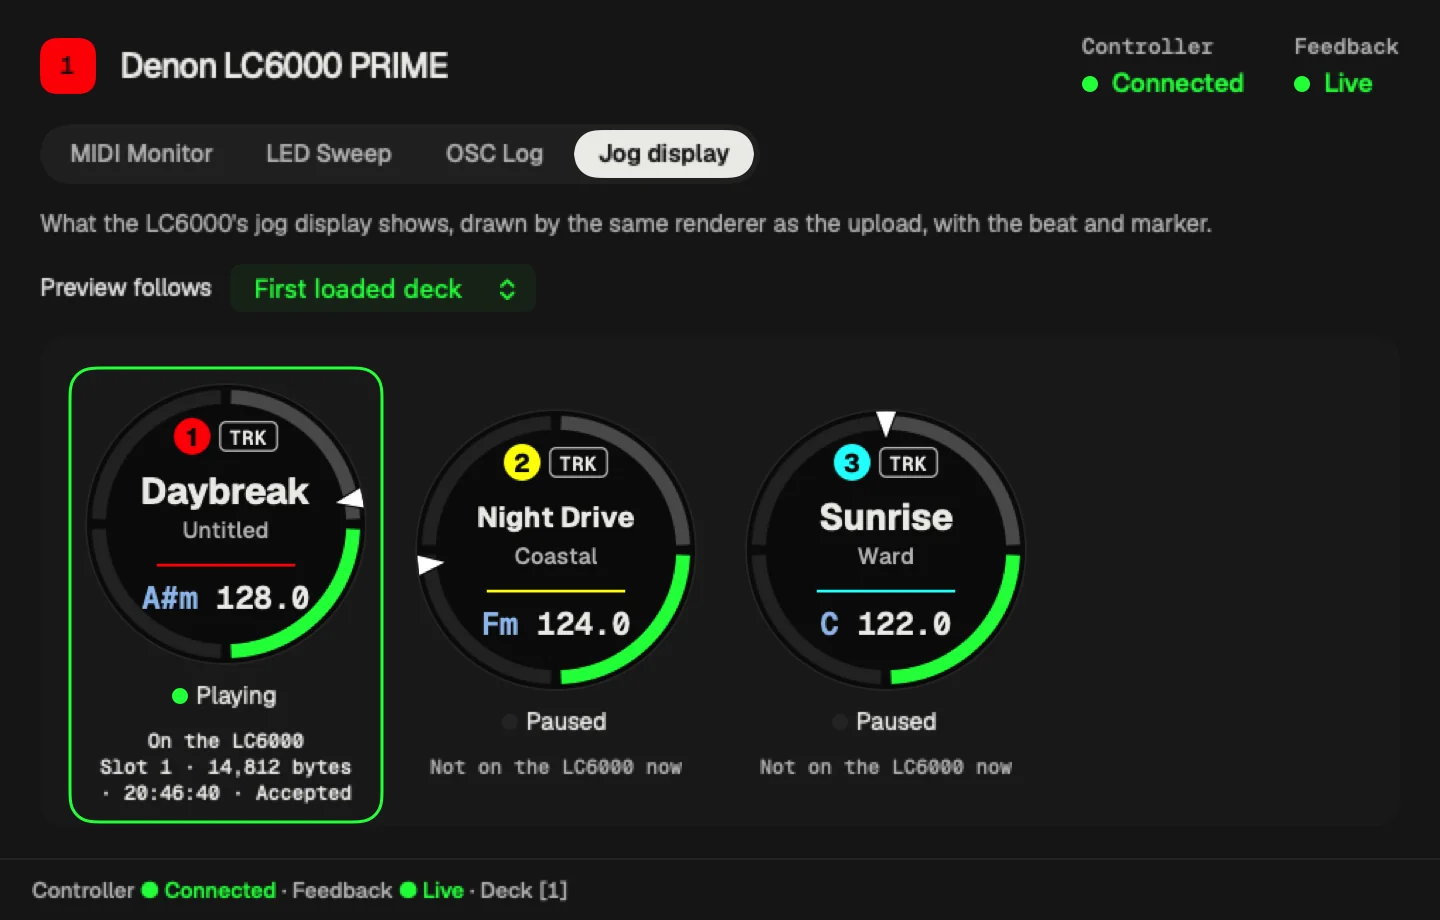 1 Denon LC6000 PRIME
Controller Feedback
Connected Live
MIDI Monitor LED Sweep OSC Log Jog display
What the LC6000's jog display shows, drawn by the same renderer as the upload, with the beat and marker.
Preview follows First loaded deck
1 TRK
Daybreak
Untitled
A#m 128.0
Playing
On the LC6000
Slot 1 · 14,812 bytes
· 20:46:40 · Accepted
2 TRK
Night Drive
Coastal
Fm 124.0
Paused
Not on the LC6000 now
3 TRK
Sunrise
Ward
C 122.0
Paused
Not on the LC6000 now
Controller Connected · Feedback Live · Deck [1]